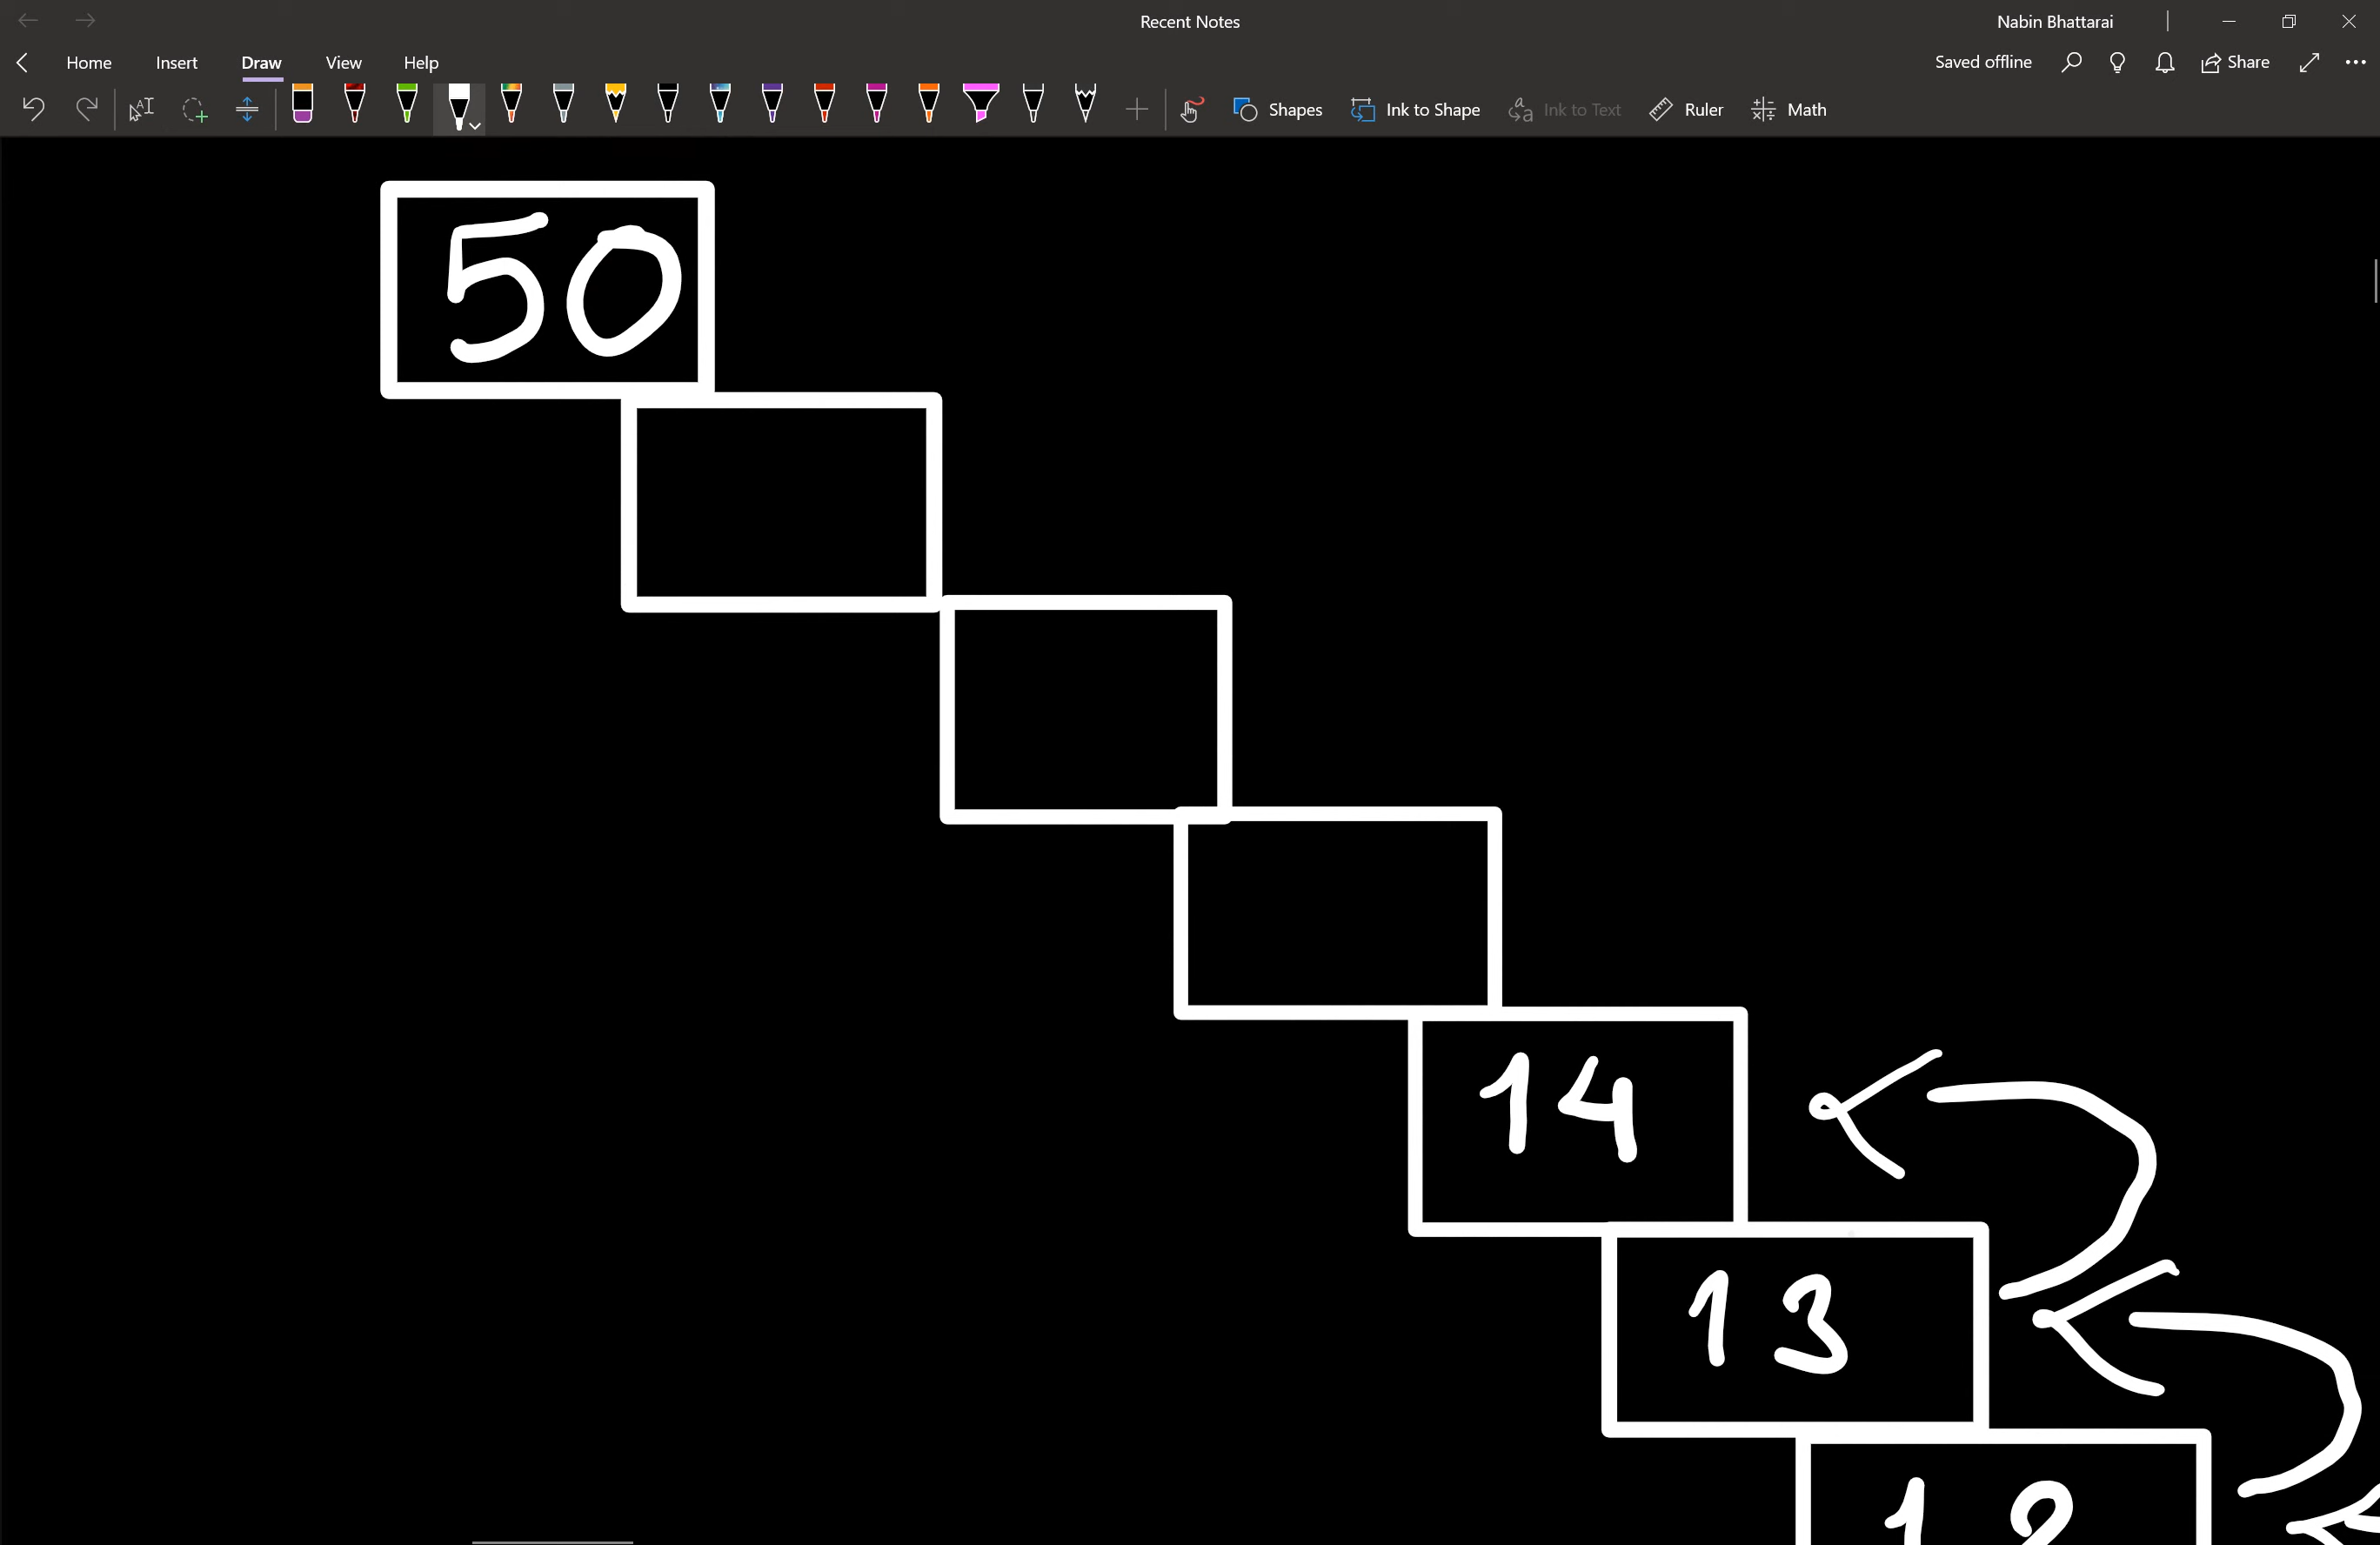 Recent Notes
Nabin Bhattarai
Home Insert Draw View Help
Saved offline
Share
Shapes
Ink to Shape
Ink to Text
Ruler
Math
50
14
13
12